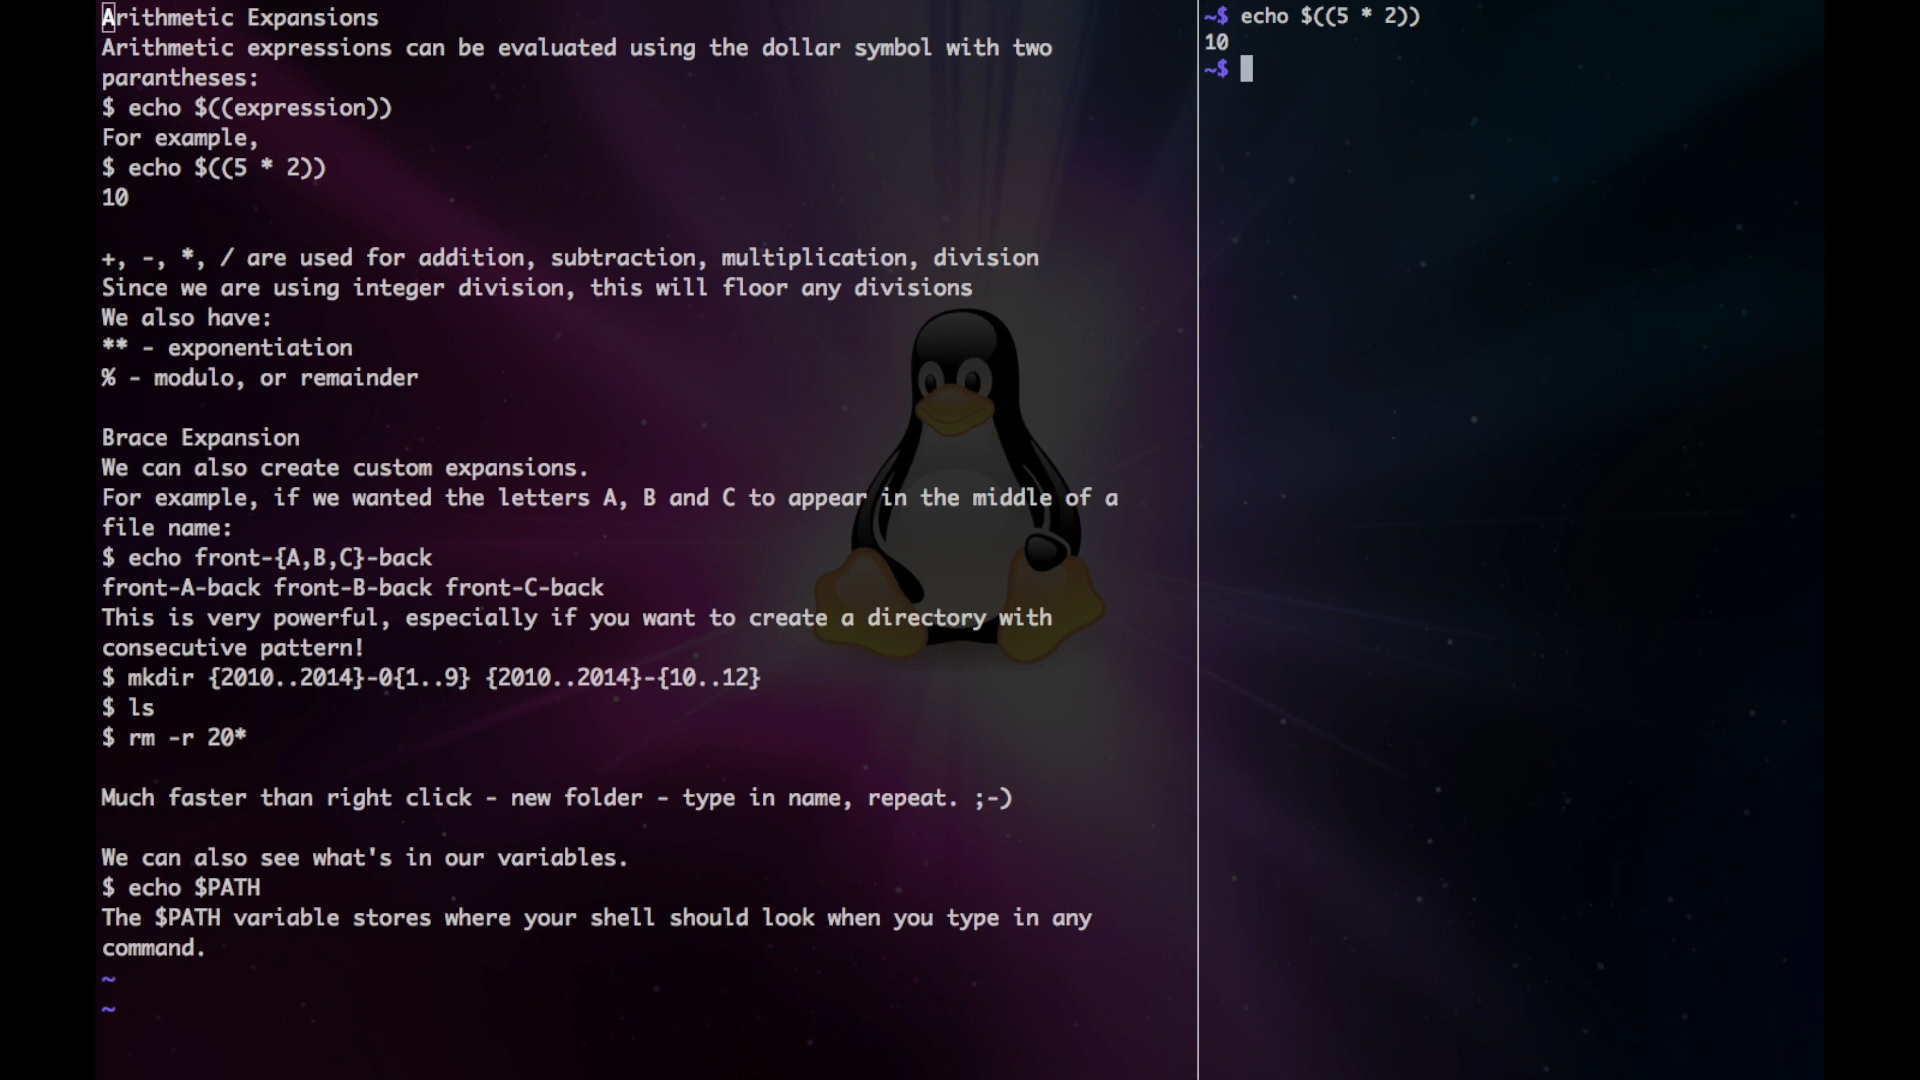 Arithmetic Expansions
Arithmetic expressions can be evaluated using the dollar symbol with two
parantheses:
$ echo $((expression))
For example,
$ echo $((5 * 2))
10
+, -, *, / are used for addition, subtraction, multiplication, division
Since we are using integer division, this will floor any divisions
We also have:
** - exponentiation
% - modulo, or remainder
Brace Expansion
We can also create custom expansions.
For example, if we wanted the letters A, B and C to appear in the middle of a
file name:
$ echo front-{A,B,C}-back
front-A-back front-B-back front-C-back
This is very powerful, especially if you want to create a directory with
consecutive pattern!
$ mkdir {2010..2014}-0{1..9} {2010..2014}-{10..12}
$ ls
$ rm -r 20*
Much faster than right click - new folder - type in name, repeat. ;-)
We can also see what's in our variables.
$ echo $PATH
The $PATH variable stores where your shell should look when you type in any
command.
~
~
~$ echo $((5 * 2))
10
~$